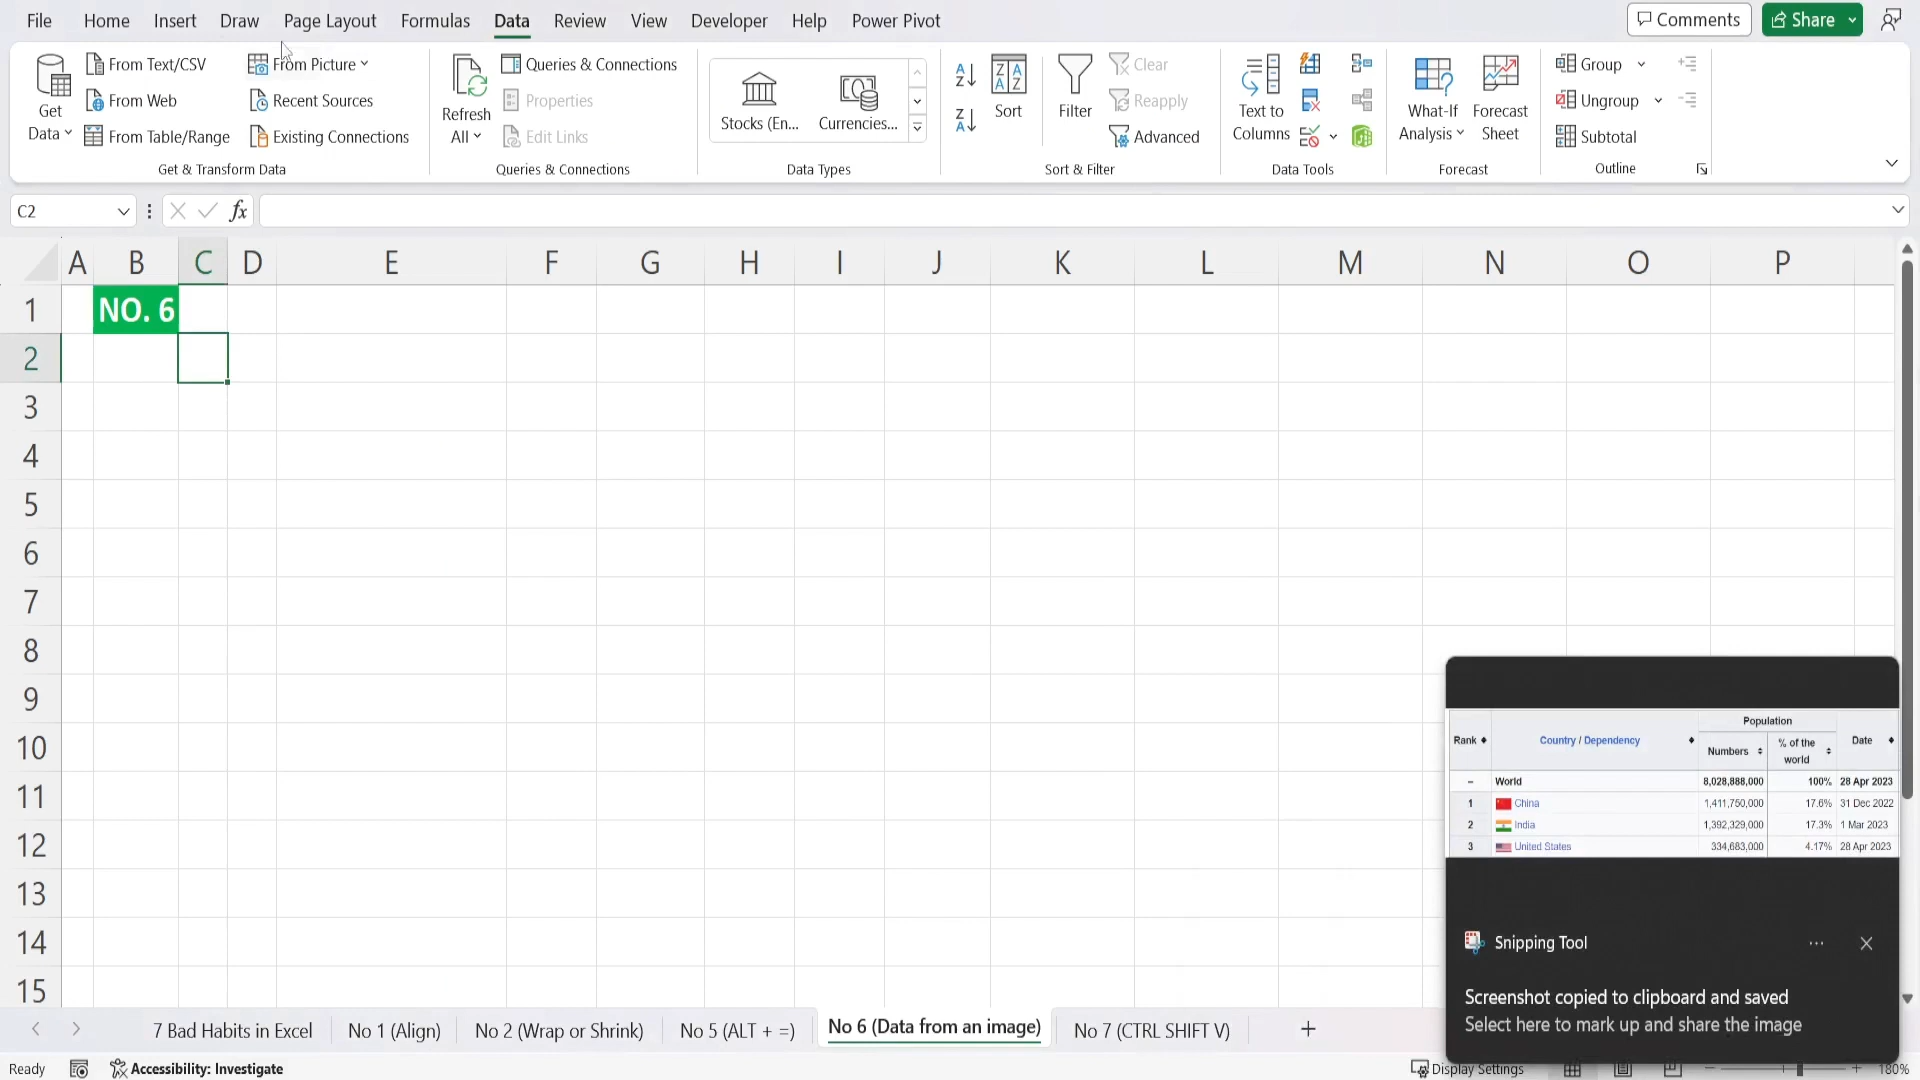 File Home Insert Draw Page Layout Formulas Data Review View Developer Help Power Pivot Comments Share
Get Data
From Text/CSV
From Web
From Table/Range
From Picture
Recent Sources
Existing Connections
Get & Transform Data
Refresh All
Queries & Connections
Properties
Edit Links
Queries & Connections
Stocks (En...
Currencies...
Data Types
Sort
Filter
Clear
Reapply
Advanced
Sort & Filter
Text to Columns
Data Tools
What-If Analysis
Forecast Sheet
Forecast
Group
Ungroup
Subtotal
Outline
C2 fx
A B C D E F G H I J K L M N O P
1 NO. 6
2
3
4
5
6
7
8
9
10
11
12
13
14
15
Population
Rank Country / Dependency Numbers % of the world Date
– World 8,028,888,000 100% 28 Apr 2023
1 China 1,411,750,000 17.6% 31 Dec 2022
2 India 1,392,329,000 17.3% 1 Mar 2023
3 United States 334,683,000 4.17% 28 Apr 2023
Snipping Tool
Screenshot copied to clipboard and saved
Select here to mark up and share the image
7 Bad Habits in Excel No 1 (Align) No 2 (Wrap or Shrink) No 5 (ALT + =) No 6 (Data from an image) No 7 (CTRL SHIFT V)
Ready Accessibility: Investigate Display Settings 180%